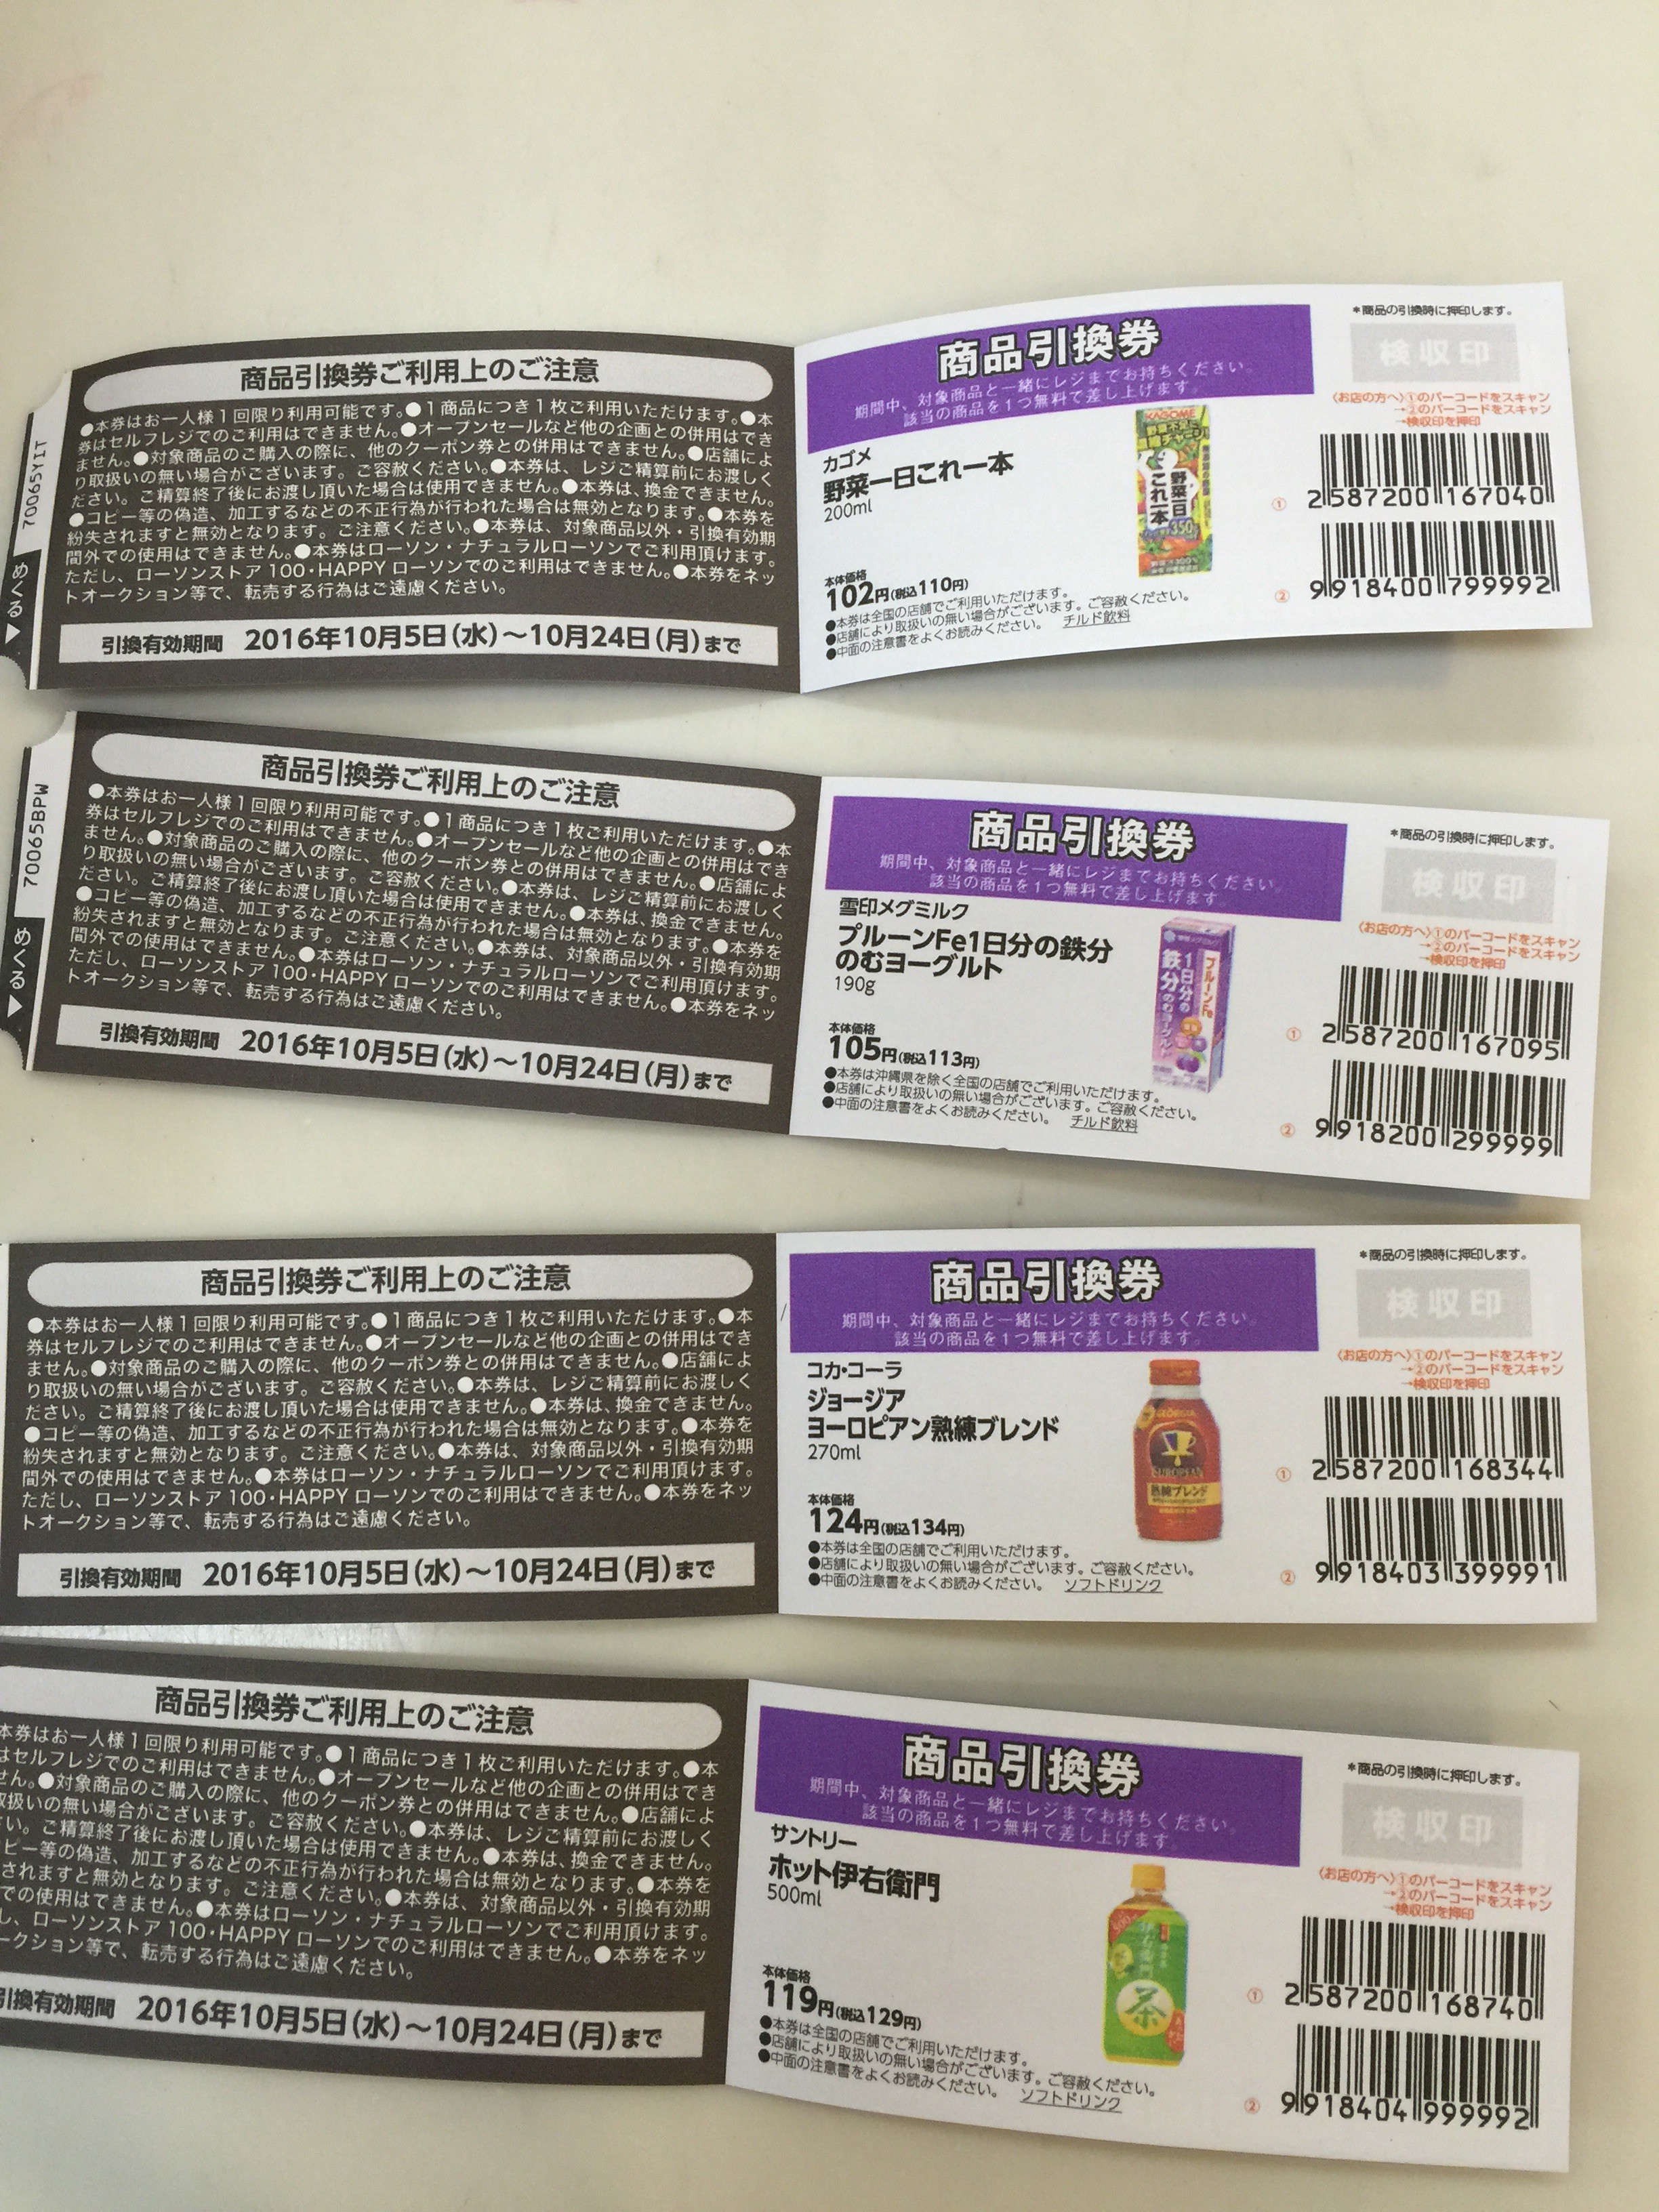 商品引換券ご利用上のご注意
●本券はお一人様1回限り利用可能です。●1商品につき1枚ご利用いただけます。●本
券はセルフレジでのご利用はできません。●オープンセールなど他の企画との併用はでき
ません。●対象商品のご購入の際に、他のクーポン券との併用はできません。●店舗によ
り取扱いの無い場合がございます。ご容赦ください。●本券は、レジご精算前にお渡しく
ださい。ご精算終了後にお渡し頂いた場合は使用できません。●本券は、換金できません。
●コピー等の偽造、加工するなどの不正行為が行われた場合は無効となります。●本券を
紛失されますと無効となります。ご注意ください。●本券は、対象商品以外・引換有効期
間外での使用はできません。●本券はローソン・ナチュラルローソンでご利用頂けます。
ただし、ローソンストア100・HAPPYローソンでのご利用はできません。●本券をネッ
トオークション等で、転売する行為はご遠慮ください。
引換有効期間 2016年10月5日(水)～10月24日(月)まで
70065YIT
めくる▶
商品引換券
期間中、対象商品と一緒にレジまでお持ちください。
該当の商品を1つ無料で差し上げます。
カゴメ
野菜一日これ一本
200ml
本体価格
102円(税込110円)
●本券は全国の店舗でご利用いただけます。
●店舗により取扱いの無い場合がございます。ご容赦ください。
●中面の注意書をよくお読みください。 チルド飲料
KAGOME
野菜一日
これ一本
350
＊商品の引換時に押印します。
検収印
〈お店の方へ〉①のバーコードをスキャン
→②のバーコードをスキャン
→検収印を押印
① 2587200167040
② 9918400799992
商品引換券ご利用上のご注意
●本券はお一人様1回限り利用可能です。●1商品につき1枚ご利用いただけます。●本
券はセルフレジでのご利用はできません。●オープンセールなど他の企画との併用はでき
ません。●対象商品のご購入の際に、他のクーポン券との併用はできません。●店舗によ
り取扱いの無い場合がございます。ご容赦ください。●本券は、レジご精算前にお渡しく
ださい。ご精算終了後にお渡し頂いた場合は使用できません。●本券は、換金できません。
●コピー等の偽造、加工するなどの不正行為が行われた場合は無効となります。●本券を
紛失されますと無効となります。ご注意ください。●本券は、対象商品以外・引換有効期
間外での使用はできません。●本券はローソン・ナチュラルローソンでご利用頂けます。
ただし、ローソンストア100・HAPPYローソンでのご利用はできません。●本券をネッ
トオークション等で、転売する行為はご遠慮ください。
引換有効期間 2016年10月5日(水)～10月24日(月)まで
70065BPW
めくる▶
商品引換券
期間中、対象商品と一緒にレジまでお持ちください。
該当の商品を1つ無料で差し上げます。
雪印メグミルク
プルーンFe1日分の鉄分
のむヨーグルト
190g
本体価格
105円(税込113円)
●本券は沖縄県を除く全国の店舗でご利用いただけます。
●店舗により取扱いの無い場合がございます。ご容赦ください。
●中面の注意書をよくお読みください。 チルド飲料
プルーンFe
1日分の
鉄分
のむヨーグルト
＊商品の引換時に押印します。
検収印
〈お店の方へ〉①のバーコードをスキャン
→②のバーコードをスキャン
→検収印を押印
① 2587200167095
② 9918200299999
商品引換券ご利用上のご注意
●本券はお一人様1回限り利用可能です。●1商品につき1枚ご利用いただけます。●本
券はセルフレジでのご利用はできません。●オープンセールなど他の企画との併用はでき
ません。●対象商品のご購入の際に、他のクーポン券との併用はできません。●店舗によ
り取扱いの無い場合がございます。ご容赦ください。●本券は、レジご精算前にお渡しく
ださい。ご精算終了後にお渡し頂いた場合は使用できません。●本券は、換金できません。
●コピー等の偽造、加工するなどの不正行為が行われた場合は無効となります。●本券を
紛失されますと無効となります。ご注意ください。●本券は、対象商品以外・引換有効期
間外での使用はできません。●本券はローソン・ナチュラルローソンでご利用頂けます。
ただし、ローソンストア100・HAPPYローソンでのご利用はできません。●本券をネッ
トオークション等で、転売する行為はご遠慮ください。
引換有効期間 2016年10月5日(水)～10月24日(月)まで
商品引換券
期間中、対象商品と一緒にレジまでお持ちください。
該当の商品を1つ無料で差し上げます。
コカ・コーラ
ジョージア
ヨーロピアン熟練ブレンド
270ml
本体価格
124円(税込134円)
●本券は全国の店舗でご利用いただけます。
●店舗により取扱いの無い場合がございます。ご容赦ください。
●中面の注意書をよくお読みください。 ソフトドリンク
GEORGIA
EUROPEAN
熟練ブレンド
＊商品の引換時に押印します。
検収印
〈お店の方へ〉①のバーコードをスキャン
→②のバーコードをスキャン
→検収印を押印
① 2587200168344
② 9918403399991
商品引換券ご利用上のご注意
本券はお一人様1回限り利用可能です。●1商品につき1枚ご利用いただけます。●本
はセルフレジでのご利用はできません。●オープンセールなど他の企画との併用はでき
せん。●対象商品のご購入の際に、他のクーポン券との併用はできません。●店舗によ
取扱いの無い場合がございます。ご容赦ください。●本券は、レジご精算前にお渡しく
い。ご精算終了後にお渡し頂いた場合は使用できません。●本券は、換金できません。
ピー等の偽造、加工するなどの不正行為が行われた場合は無効となります。●本券を
されますと無効となります。ご注意ください。●本券は、対象商品以外・引換有効期
での使用はできません。●本券はローソン・ナチュラルローソンでご利用頂けます。
し、ローソンストア100・HAPPYローソンでのご利用はできません。●本券をネッ
ークション等で、転売する行為はご遠慮ください。
引換有効期間 2016年10月5日(水)～10月24日(月)まで
商品引換券
期間中、対象商品と一緒にレジまでお持ちください。
該当の商品を1つ無料で差し上げます。
サントリー
ホット伊右衛門
500ml
本体価格
119円(税込129円)
●本券は全国の店舗でご利用いただけます。
●店舗により取扱いの無い場合がございます。ご容赦ください。
●中面の注意書をよくお読みください。 ソフトドリンク
伊右衛門
茶
＊商品の引換時に押印します。
検収印
〈お店の方へ〉①のバーコードをスキャン
→②のバーコードをスキャン
→検収印を押印
① 2587200168740
② 9918404999992